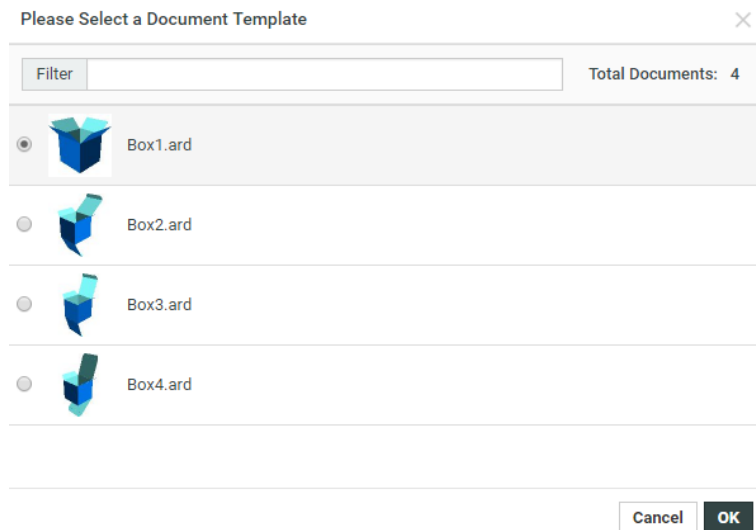 Please Select a Document Template
Filter
Total Documents: 4
Box1.ard
Box2.ard
Box3.ard
Box4.ard
Cancel
OK